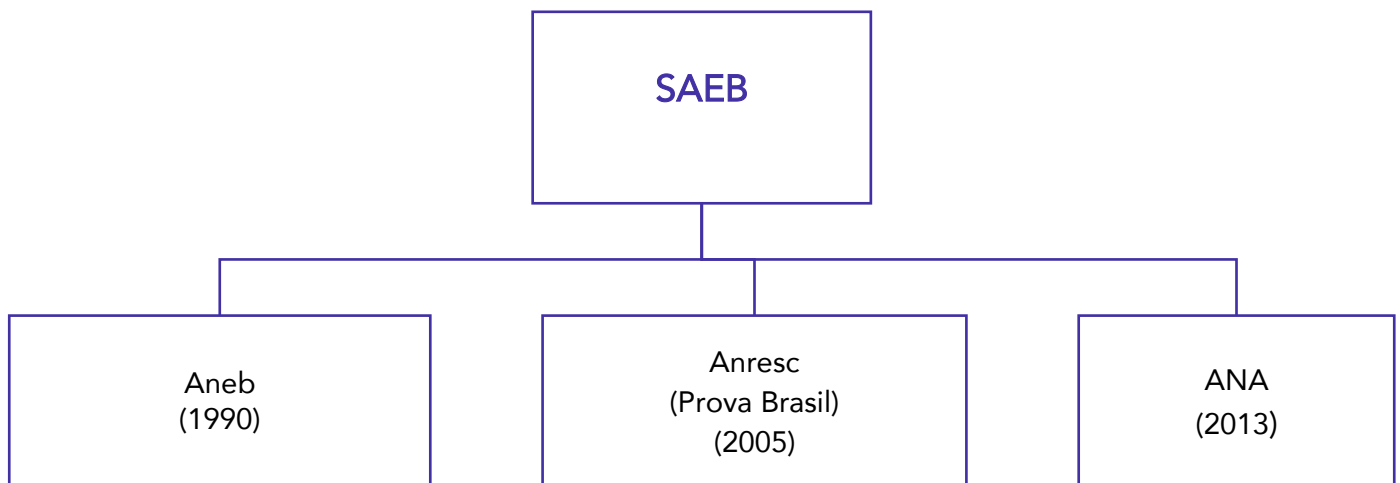 SAEB
Aneb
(1990)
Anresc
(Prova Brasil)
(2005)
ANA
(2013)